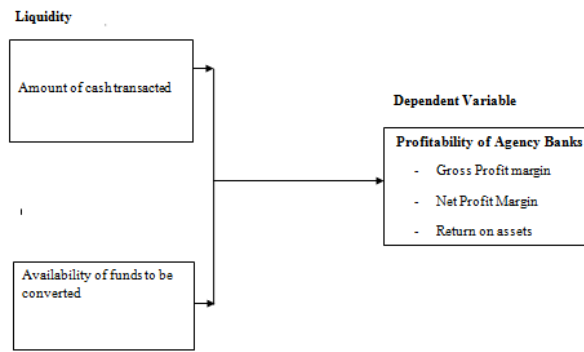 Liquidity
Amount of cash transacted
Dependent Variable
Profitability of Agency Banks
- Gross Profit margin
- Net Profit Margin
- Return on assets
Availability of funds to be
converted